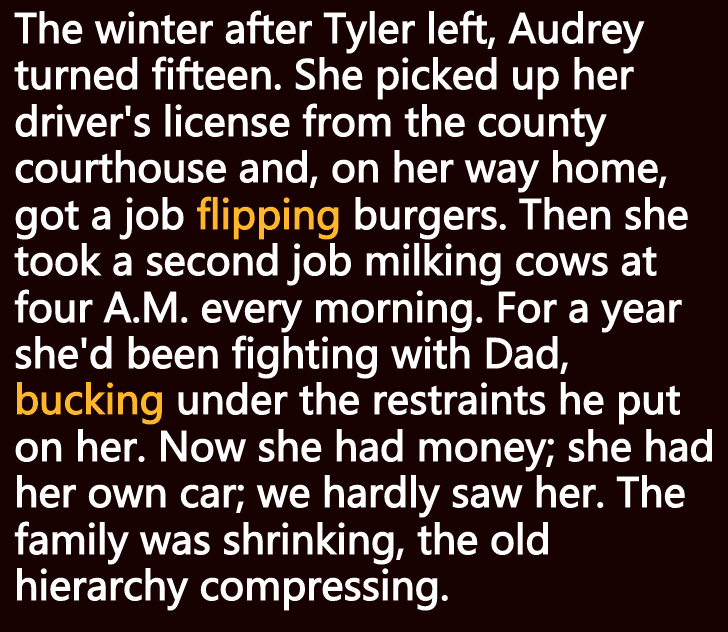 The winter after Tyler left, Audrey
turned fifteen. She picked up her
driver's license from the county
courthouse and, on her way home,
got a job flipping burgers. Then she
took a second job milking cows at
four A.M. every morning. For a year
she'd been fighting with Dad,
bucking under the restraints he put
on her. Now she had money; she had
her own car; we hardly saw her. The
family was shrinking, the old
hierarchy compressing.